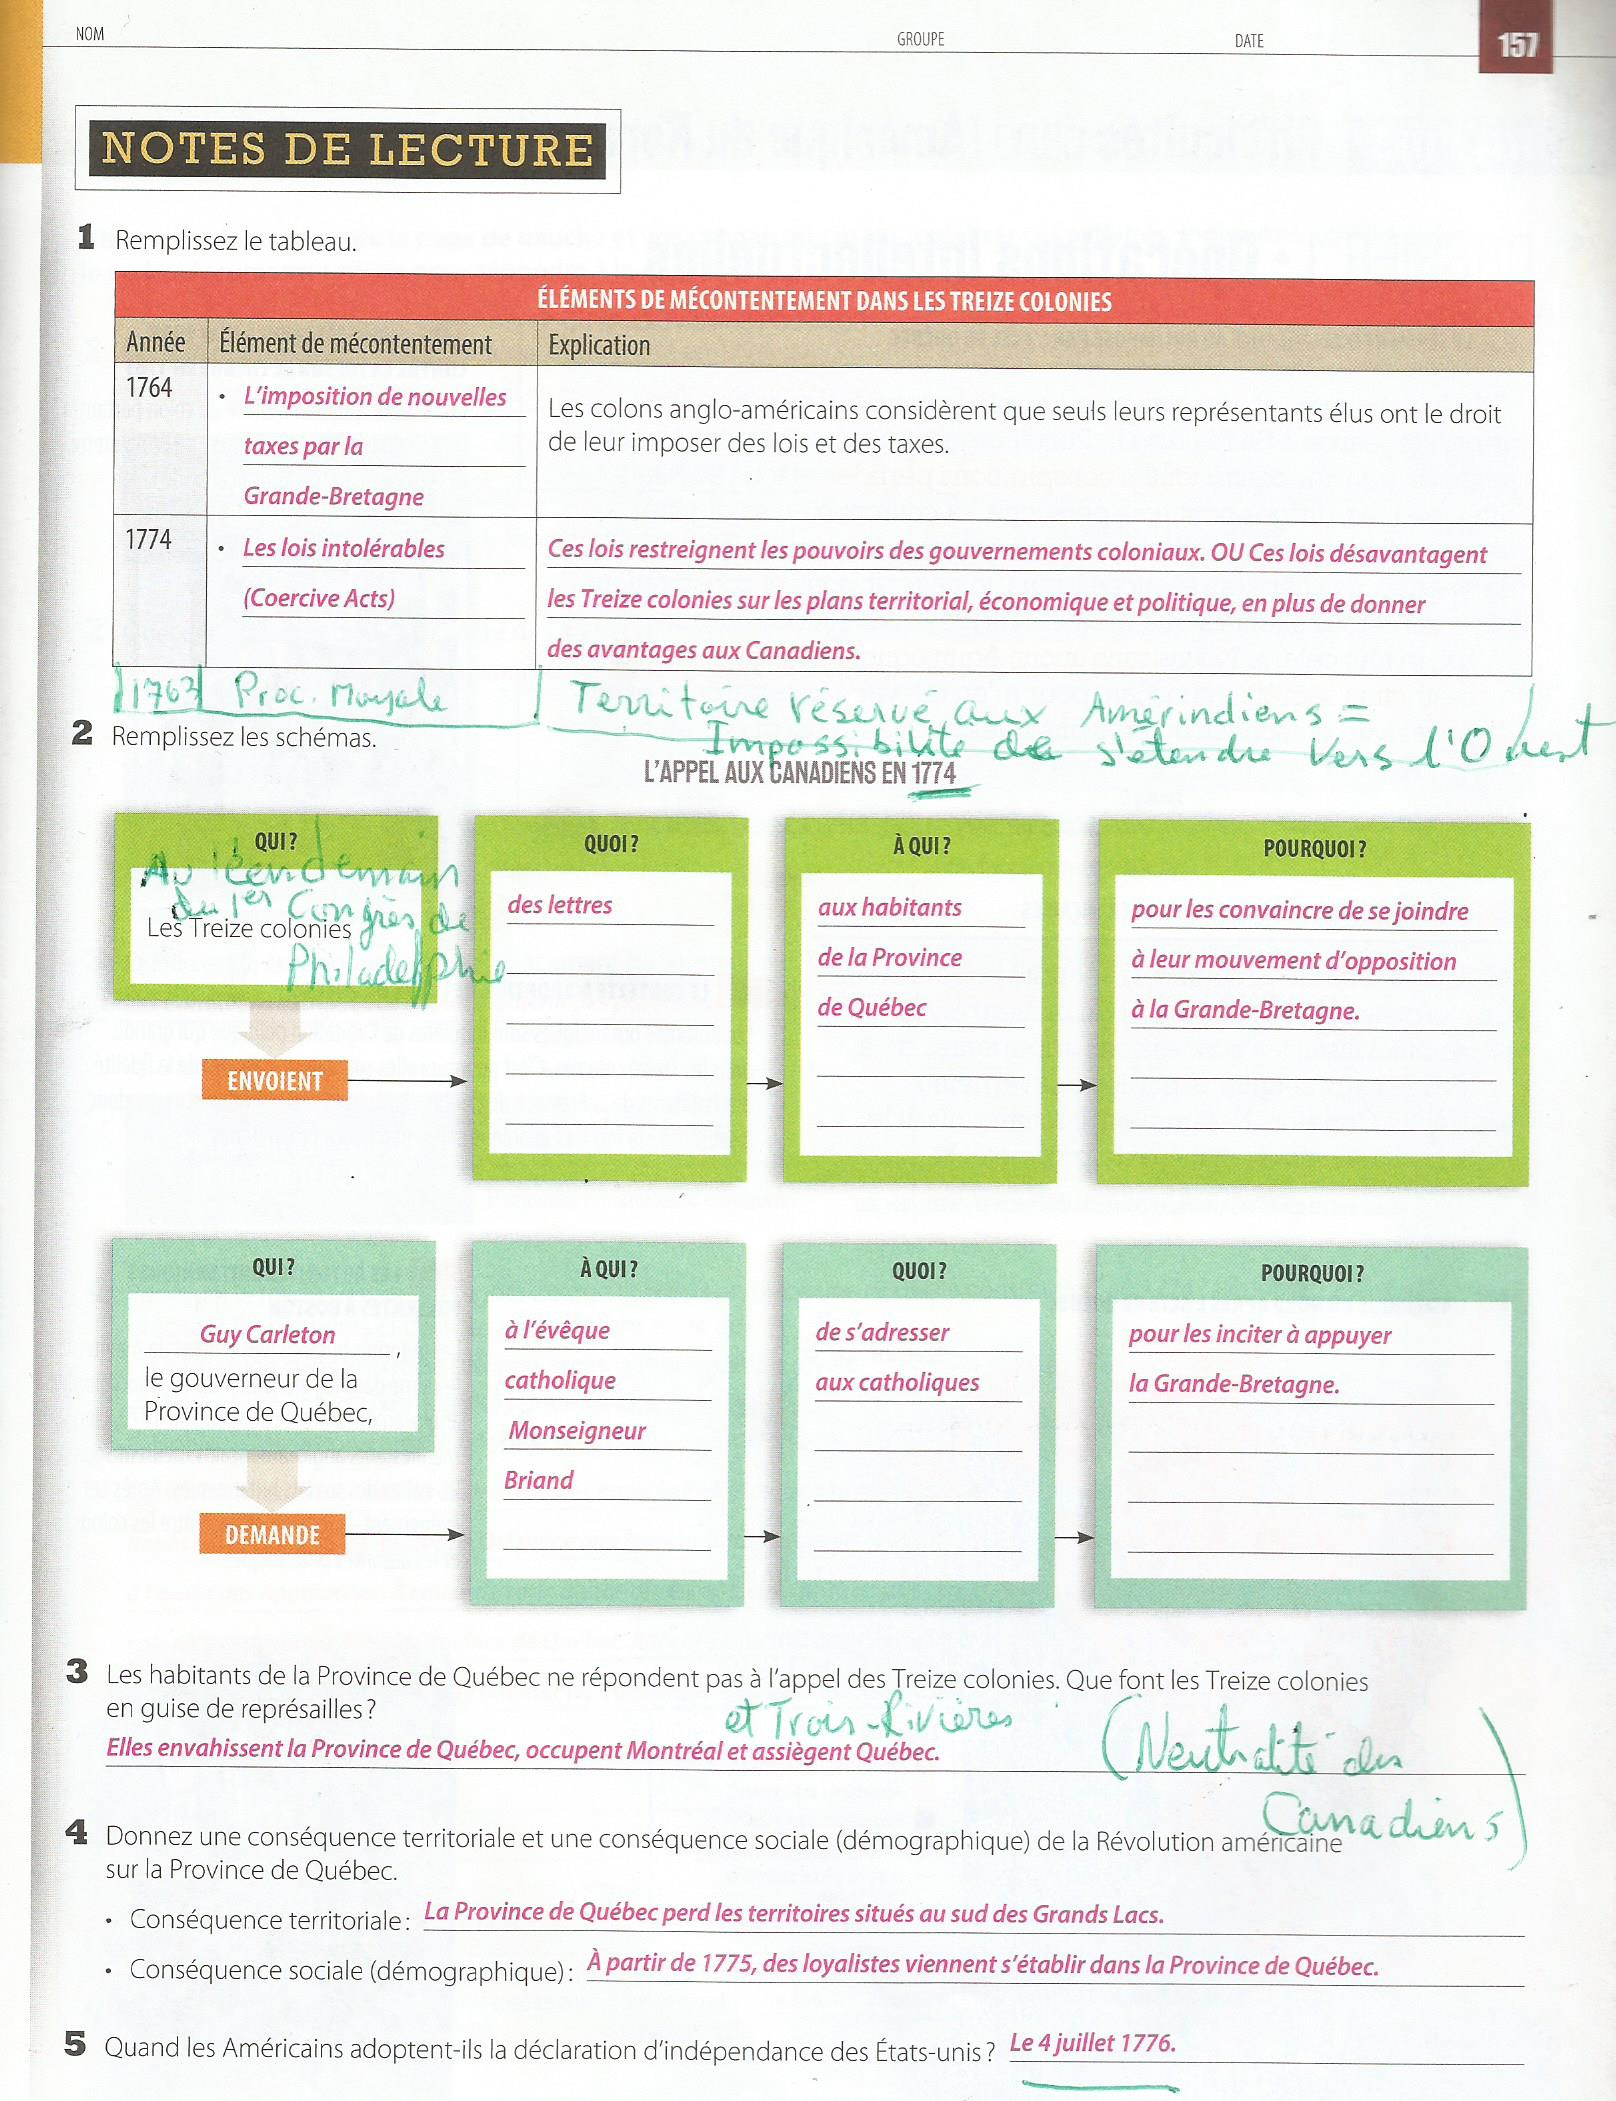 NOM GROUPE DATE 157
NOTES DE LECTURE
1 Remplissez le tableau.
ÉLÉMENTS DE MÉCONTENTEMENT DANS LES TREIZE COLONIES
Année Élément de mécontentement Explication
1764
• L'imposition de nouvelles
taxes par la
Grande-Bretagne
Les colons anglo-américains considèrent que seuls leurs représentants élus ont le droit
de leur imposer des lois et des taxes.
1774
• Les lois intolérables
(Coercive Acts)
Ces lois restreignent les pouvoirs des gouvernements coloniaux. OU Ces lois désavantagent
les Treize colonies sur les plans territorial, économique et politique, en plus de donner
des avantages aux Canadiens.
1763 Proc. Royale Territoire réservé aux Amérindiens =
Impossibilité de s'étendre vers l'Ouest
2 Remplissez les schémas.
L'APPEL AUX CANADIENS EN 1774
QUI?
Au lendemain
du 1er Congrès de
Les Treize colonies
Philadelphie
ENVOIENT
QUOI?
des lettres
À QUI?
aux habitants
de la Province
de Québec
POURQUOI?
pour les convaincre de se joindre
à leur mouvement d'opposition
à la Grande-Bretagne.
QUI?
Guy Carleton,
le gouverneur de la
Province de Québec,
DEMANDE
À QUI?
à l'évêque
catholique
Monseigneur
Briand
QUOI?
de s'adresser
aux catholiques
POURQUOI?
pour les inciter à appuyer
la Grande-Bretagne.
3 Les habitants de la Province de Québec ne répondent pas à l'appel des Treize colonies. Que font les Treize colonies
en guise de représailles?
et Trois-Rivières
Elles envahissent la Province de Québec, occupent Montréal et assiègent Québec.
(Neutralité des
Canadiens)
4 Donnez une conséquence territoriale et une conséquence sociale (démographique) de la Révolution américaine
sur la Province de Québec.
• Conséquence territoriale: La Province de Québec perd les territoires situés au sud des Grands Lacs.
• Conséquence sociale (démographique): À partir de 1775, des loyalistes viennent s'établir dans la Province de Québec.
5 Quand les Américains adoptent-ils la déclaration d'indépendance des États-unis? Le 4 juillet 1776.